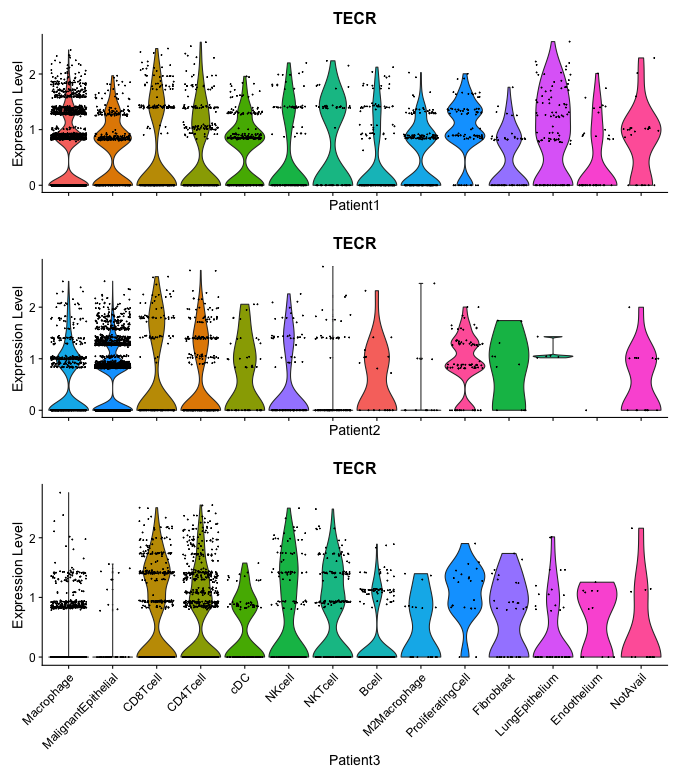 TECR
Expression Level
2
1
0
Patient1
TECR
Expression Level
2
1
0
Patient2
TECR
Expression Level
2
1
0
Macrophage
MalignantEpithelial
CD8Tcell
CD4Tcell
cDC
NKcell
NKTcell
Bcell
M2Macrophage
ProliferatingCell
Fibroblast
LungEpithelium
Endothelium
NotAvail
Patient3